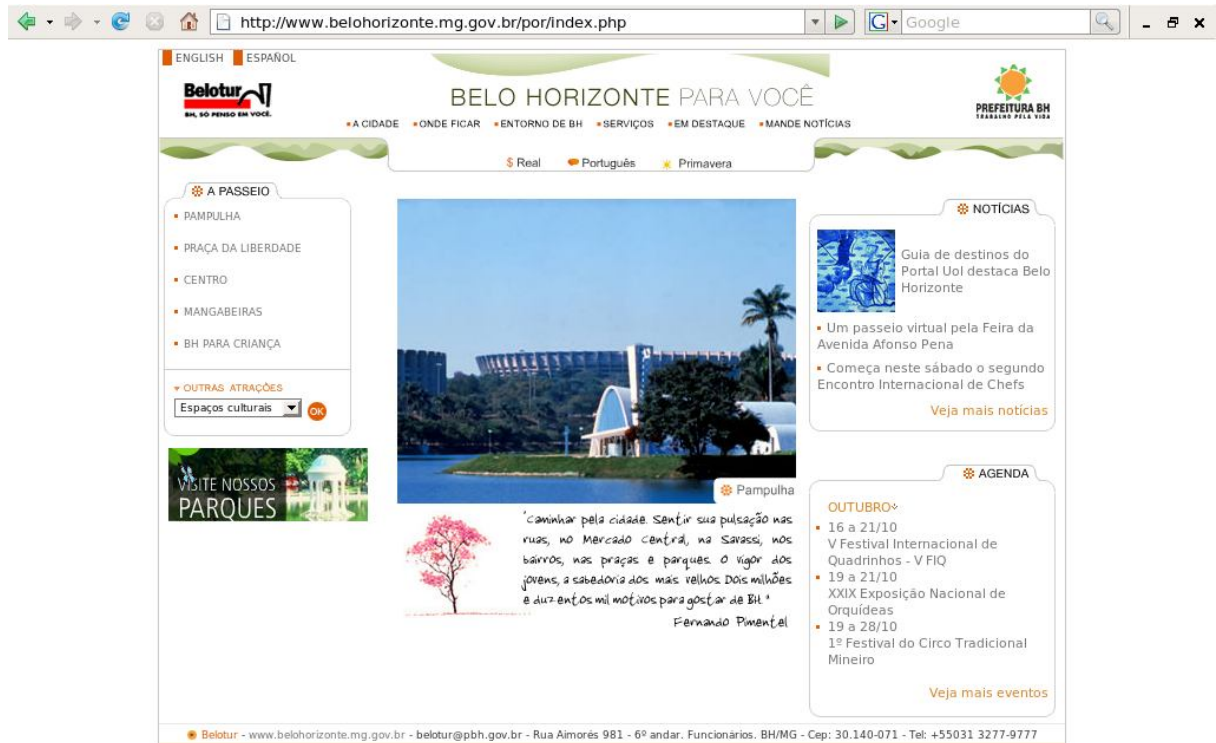 http://www.belohorizonte.mg.gov.br/por/index.php
Google
ENGLISH ESPAÑOL
Belotur
BH, SÓ PENSO EM VOCÊ.
BELO HORIZONTE PARA VOCÊ
PREFEITURA BH
TRABALHO PELA VIDA
A CIDADE ONDE FICAR ENTORNO DE BH SERVIÇOS EM DESTAQUE MANDE NOTÍCIAS
$ Real Português Primavera
A PASSEIO
PAMPULHA
PRAÇA DA LIBERDADE
CENTRO
MANGABEIRAS
BH PARA CRIANÇA
OUTRAS ATRAÇÕES
Espaços culturais OK
VISITE NOSSOS
PARQUES
Pampulha
"Caminhar pela cidade. Sentir sua pulsação nas
ruas, no Mercado Central, na Savassi, nos
bairros, nas praças e parques. O vigor dos
jovens, a sabedoria dos mais velhos. Dois milhões
e duzentos mil motivos para gostar de BH."
Fernando Pimentel
NOTÍCIAS
Guia de destinos do
Portal Uol destaca Belo
Horizonte
Um passeio virtual pela Feira da
Avenida Afonso Pena
Começa neste sábado o segundo
Encontro Internacional de Chefs
Veja mais notícias
AGENDA
OUTUBRO
16 a 21/10
V Festival Internacional de
Quadrinhos - V FIQ
19 a 21/10
XXIX Exposição Nacional de
Orquídeas
19 a 28/10
1º Festival do Circo Tradicional
Mineiro
Veja mais eventos
Belotur - www.belohorizonte.mg.gov.br - belotur@pbh.gov.br - Rua Aimorés 981 - 6º andar. Funcionários. BH/MG - Cep: 30.140-071 - Tel: +55031 3277-9777